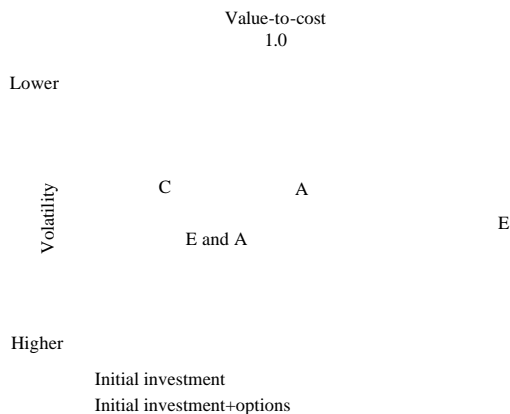 Value-to-cost
1.0
Lower
Volatility
C
A
E and A
E
Higher
Initial investment
Initial investment+options